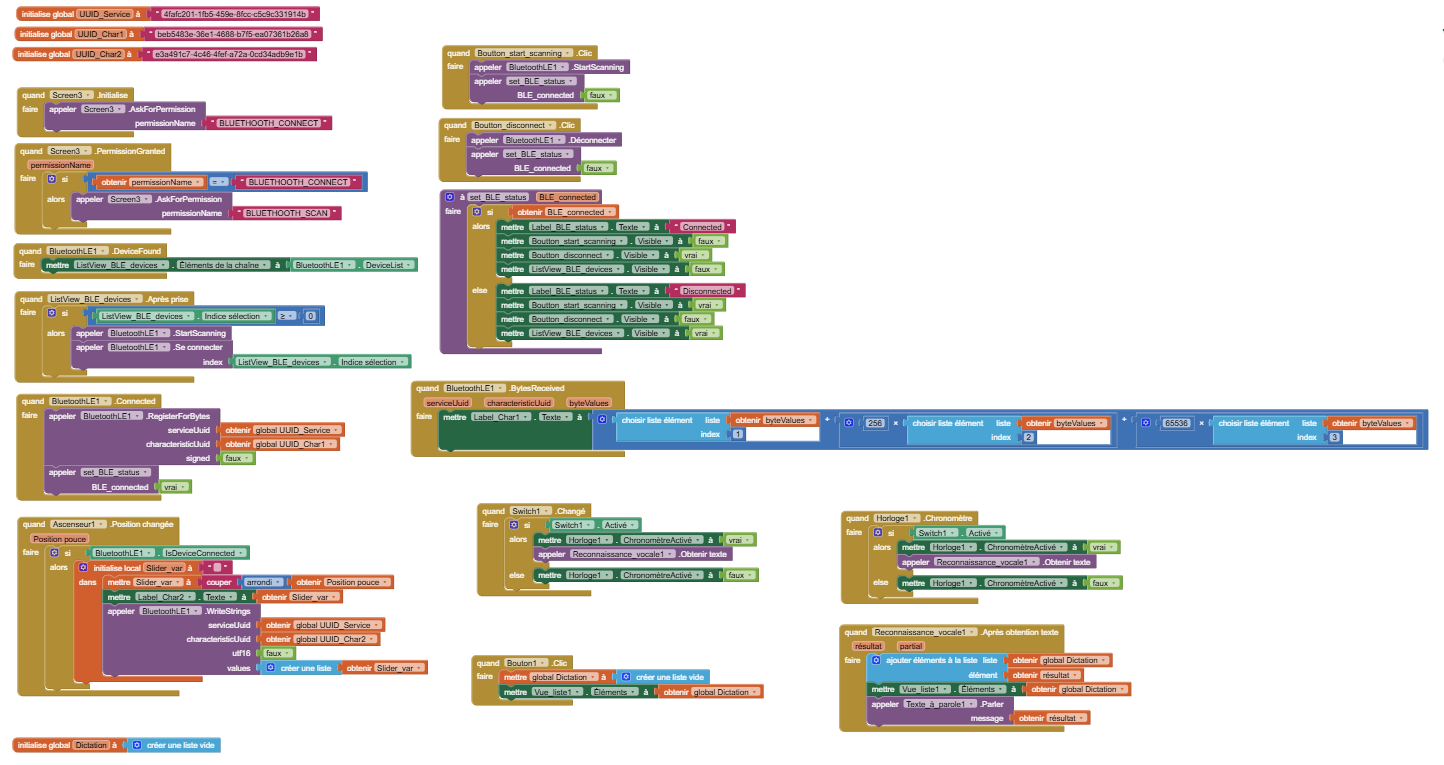 initialise global UUID_Service à " 4fafc201-1fb5-459e-8fcc-c5c9c331914b "
initialise global UUID_Char1 à " beb5483e-36e1-4688-b7f5-ea07361b26a8 "
initialise global UUID_Char2 à " e3a491c7-4c46-4fef-a72a-0cd34adb9e1b "
quand Screen3 .Initialise
faire appeler Screen3 .AskForPermission
permissionName " BLUETHOOTH_CONNECT "
quand Screen3 .PermissionGranted
permissionName
faire si obtenir permissionName = " BLUETHOOTH_CONNECT "
alors appeler Screen3 .AskForPermission
permissionName " BLUETHOOTH_SCAN "
quand BluetoothLE1 .DeviceFound
faire mettre ListView_BLE_devices . Éléments de la chaîne à BluetoothLE1 . DeviceList
quand ListView_BLE_devices .Après prise
faire si ListView_BLE_devices . Indice sélection ≥ 0
alors appeler BluetoothLE1 .StartScanning
appeler BluetoothLE1 .Se connecter
index ListView_BLE_devices . Indice sélection
quand BluetoothLE1 .Connected
faire appeler BluetoothLE1 .RegisterForBytes
serviceUuid obtenir global UUID_Service
characteristicUuid obtenir global UUID_Char1
signed faux
appeler set_BLE_status
BLE_connected vrai
quand Ascenseur1 .Position changée
Position pouce
faire si BluetoothLE1 . IsDeviceConnected
alors initialise local Slider_var à " "
dans mettre Slider_var à couper arrondi obtenir Position pouce
mettre Label_Char2 . Texte à obtenir Slider_var
appeler BluetoothLE1 .WriteStrings
serviceUuid obtenir global UUID_Service
characteristicUuid obtenir global UUID_Char2
utf16 faux
values créer une liste obtenir Slider_var
initialise global Dictation à créer une liste vide
quand Boutton_start_scanning .Clic
faire appeler BluetoothLE1 .StartScanning
appeler set_BLE_status
BLE_connected faux
quand Boutton_disconnect .Clic
faire appeler BluetoothLE1 .Déconnecter
appeler set_BLE_status
BLE_connected faux
à set_BLE_status BLE_connected
faire si obtenir BLE_connected
alors mettre Label_BLE_status . Texte à " Connected "
mettre Boutton_start_scanning . Visible à faux
mettre Boutton_disconnect . Visible à vrai
mettre ListView_BLE_devices . Visible à faux
else mettre Label_BLE_status . Texte à " Disconnected "
mettre Boutton_start_scanning . Visible à vrai
mettre Boutton_disconnect . Visible à faux
mettre ListView_BLE_devices . Visible à vrai
quand BluetoothLE1 .BytesReceived
serviceUuid characteristicUuid byteValues
faire mettre Label_Char1 . Texte à choisir liste élément liste obtenir byteValues + 256 × choisir liste élément liste obtenir byteValues + 65536 × choisir liste élément liste obtenir byteValues
index 1 index 2 index 3
quand Switch1 .Changé
faire si Switch1 . Activé
alors mettre Horloge1 . ChronomètreActivé à vrai
appeler Reconnaissance_vocale1 .Obtenir texte
else mettre Horloge1 . ChronomètreActivé à faux
quand Bouton1 .Clic
faire mettre global Dictation à créer une liste vide
mettre Vue_liste1 . Éléments à obtenir global Dictation
quand Horloge1 .Chronomètre
faire si Switch1 . Activé
alors mettre Horloge1 . ChronomètreActivé à vrai
appeler Reconnaissance_vocale1 .Obtenir texte
else mettre Horloge1 . ChronomètreActivé à faux
quand Reconnaissance_vocale1 .Après obtention texte
résultat partial
faire ajouter éléments à la liste liste obtenir global Dictation
élément obtenir résultat
mettre Vue_liste1 . Éléments à obtenir global Dictation
appeler Texte_à_parole1 .Parler
message obtenir résultat